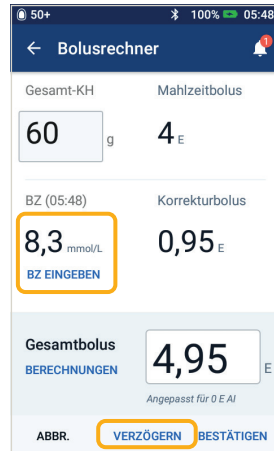 50+ 100% 05:48
← Bolusrechner 1
Gesamt-KH Mahlzeitbolus
60 g 4 E
BZ (05:48) Korrekturbolus
8,3 mmol/L 0,95 E
BZ EINGEBEN
Gesamtbolus 4,95 E
BERECHNUNGEN
Angepasst für 0 E AI
ABBR. VERZÖGERN BESTÄTIGEN